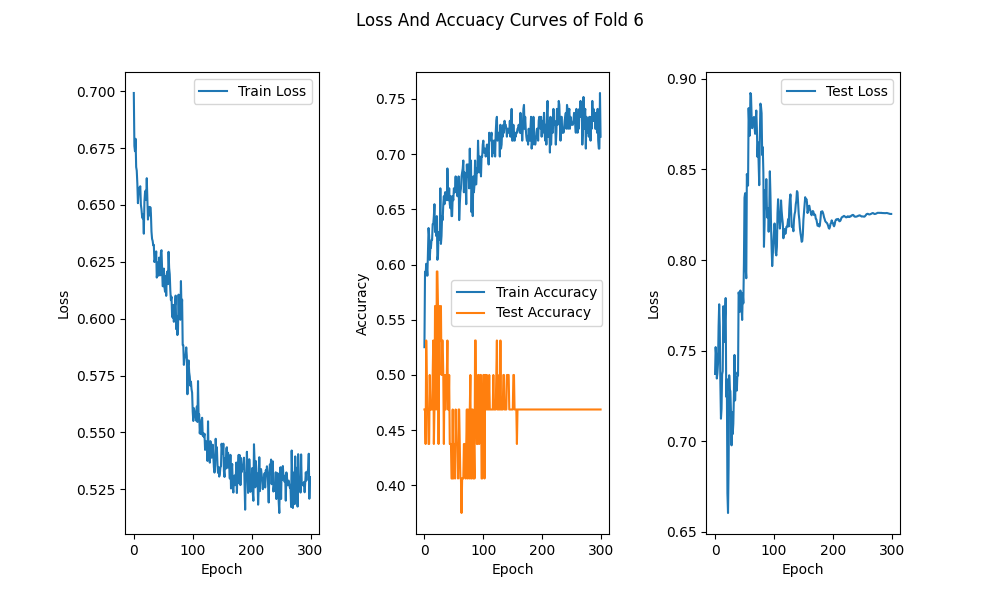 Loss And Accuacy Curves of Fold 6
Loss
0.700
0.675
0.650
0.625
0.600
0.575
0.550
0.525
Train Loss
0 100 200 300
Epoch
Accuracy
0.75
0.70
0.65
0.60
0.55
0.50
0.45
0.40
Train Accuracy
Test Accuracy
0 100 200 300
Epoch
Loss
0.90
0.85
0.80
0.75
0.70
0.65
Test Loss
0 100 200 300
Epoch